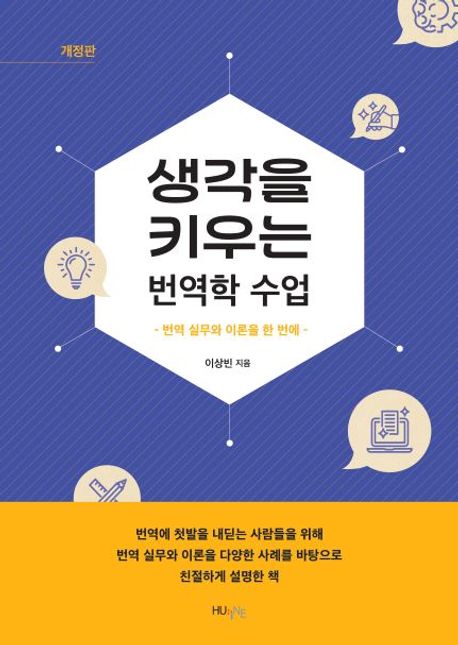 개정판
생각을
키우는
번역학 수업
- 번역 실무와 이론을 한 번에 -
이상빈 지음
번역에 첫발을 내딛는 사람들을 위해
번역 실무와 이론을 다양한 사례를 바탕으로
친절하게 설명한 책
HUINE